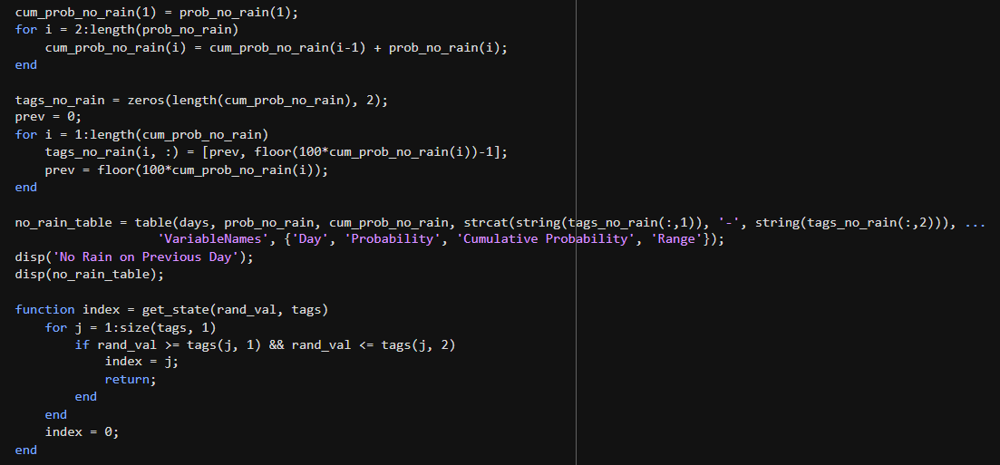 cum_prob_no_rain(1) = prob_no_rain(1);
for i = 2:length(prob_no_rain)
    cum_prob_no_rain(i) = cum_prob_no_rain(i-1) + prob_no_rain(i);
end

tags_no_rain = zeros(length(cum_prob_no_rain), 2);
prev = 0;
for i = 1:length(cum_prob_no_rain)
    tags_no_rain(i, :) = [prev, floor(100*cum_prob_no_rain(i))-1];
    prev = floor(100*cum_prob_no_rain(i));
end

no_rain_table = table(days, prob_no_rain, cum_prob_no_rain, strcat(string(tags_no_rain(:,1)), '-', string(tags_no_rain(:,2))), ...
                   'VariableNames', {'Day', 'Probability', 'Cumulative Probability', 'Range'});
disp('No Rain on Previous Day');
disp(no_rain_table);

function index = get_state(rand_val, tags)
    for j = 1:size(tags, 1)
        if rand_val >= tags(j, 1) && rand_val <= tags(j, 2)
            index = j;
            return;
        end
    end
    index = 0;
end